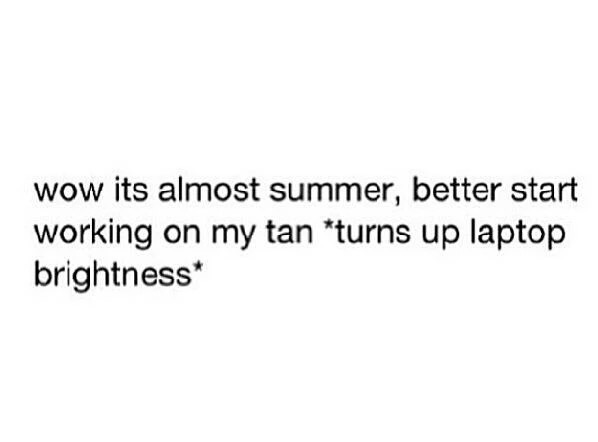 wow its almost summer, better start
working on my tan *turns up laptop
brightness*